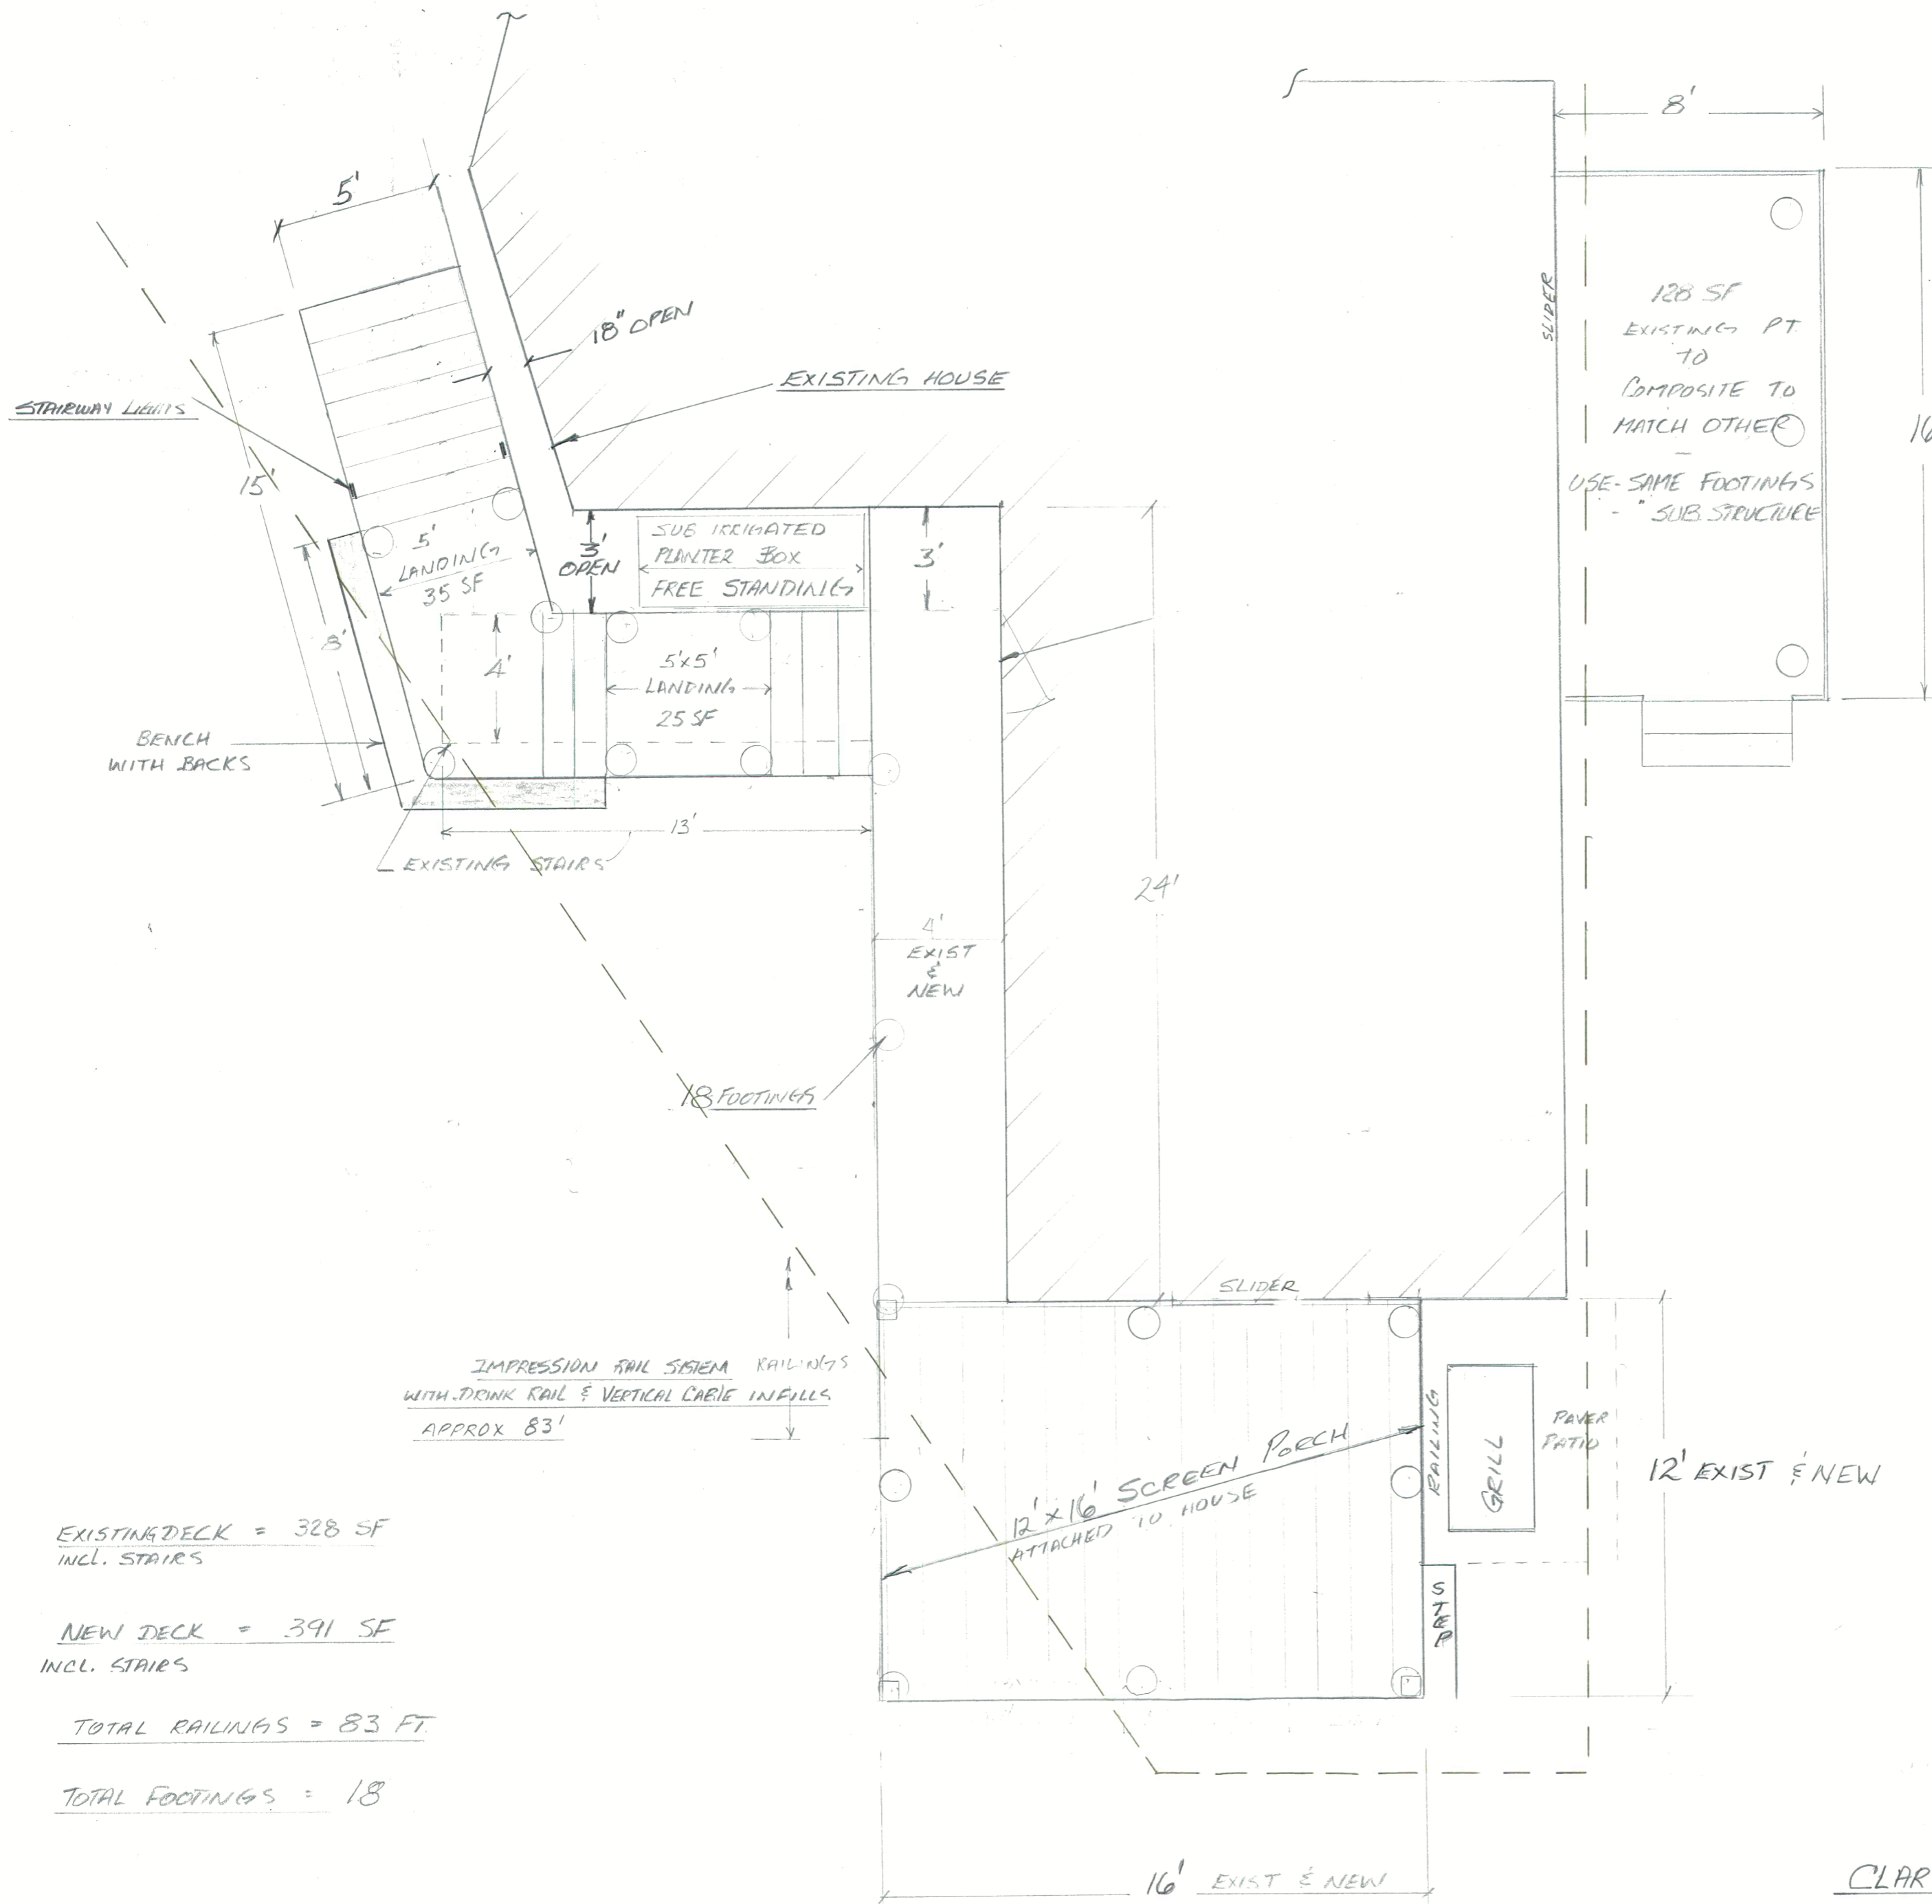 8'
5'
18" OPEN
SLIDER
128 SF
EXISTING PT.
TO
COMPOSITE TO
MATCH OTHER
-
USE - SAME FOOTINGS
- " SUB STRUCTURE
16
EXISTING HOUSE
STAIRWAY LIGHTS
15'
5'
LANDING
35 SF
3'
OPEN
SUB IRRIGATED
PLANTER BOX
FREE STANDING
3'
8'
4'
5'x5'
LANDING
25 SF
BENCH
WITH BACKS
13'
EXISTING STAIRS
24'
4'
EXIST
&
NEW
18 FOOTINGS
SLIDER
IMPRESSION RAIL SYSTEM RAILINGS
WITH DRINK RAIL & VERTICAL CABLE INFILLS
APPROX 83'
12' x 16' SCREEN PORCH
ATTACHED TO HOUSE
RAILING
GRILL
PAVER
PATIO
12' EXIST & NEW
STEP
EXISTING DECK = 328 SF
INCL. STAIRS
NEW DECK = 391 SF
INCL. STAIRS
TOTAL RAILINGS = 83 FT.
TOTAL FOOTINGS = 18
16' EXIST & NEW
CLAR